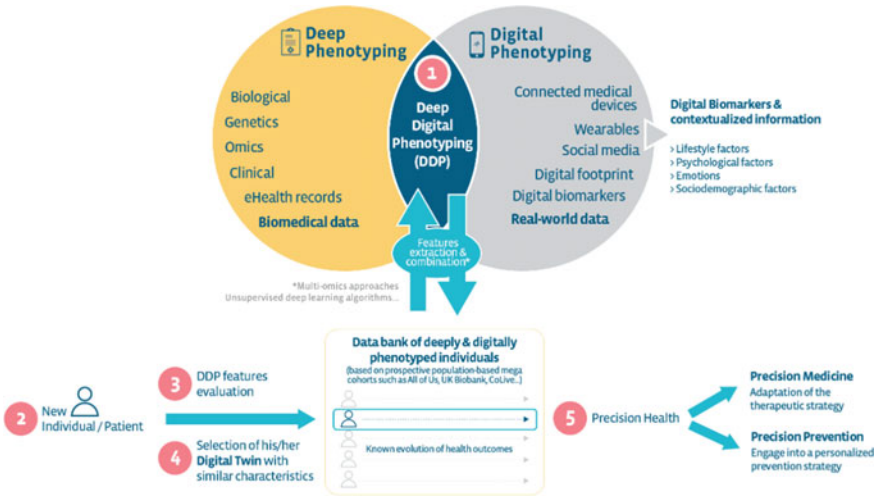 Deep
Phenotyping
Digital
Phenotyping
1
Biological
Genetics
Omics
Clinical
eHealth records
Biomedical data
Deep
Digital
Phenotyping
(DDP)
Connected medical
devices
Wearables
Social media
Digital footprint
Digital biomarkers
Real-world data
Digital Biomarkers &
contextualized information
> Lifestyle factors
> Psychological factors
> Emotions
> Sociodemographic factors
Features
extraction &
combination*
*Multi-omics approaches
Unsupervised deep learning algorithms...
2
New
Individual / Patient
3
DDP features
evaluation
4
Selection of his/her
Digital Twin with
similar characteristics
Data bank of deeply & digitally
phenotyped individuals
(based on prospective population-based mega
cohorts such as All of Us, UK Biobank, CoLive..)
Known evolution of health outcomes
5
Precision Health
Precision Medicine
Adaptation of the
therapeutic strategy
Precision Prevention
Engage into a personalized
prevention strategy